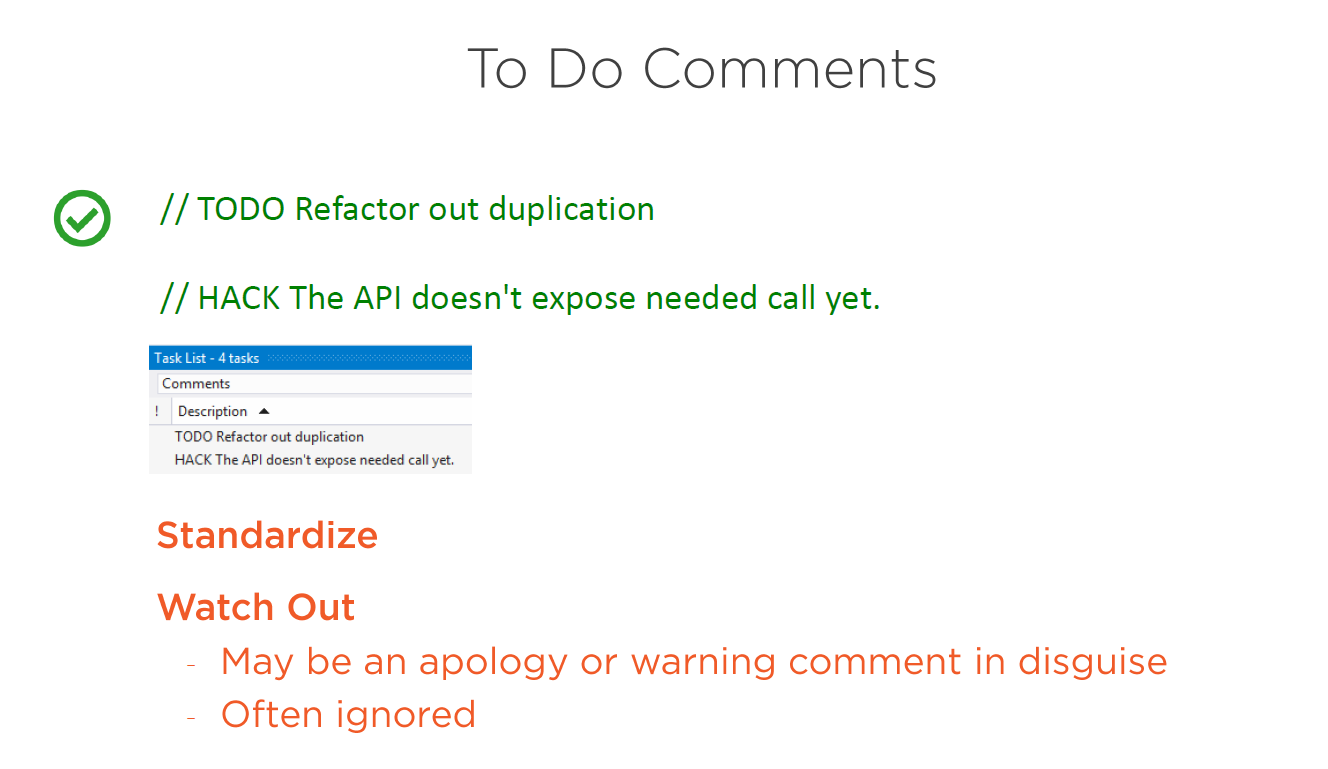 To Do Comments
// TODO Refactor out duplication
// HACK The API doesn't expose needed call yet.
Task List - 4 tasks
Comments
! Description
TODO Refactor out duplication
HACK The API doesn't expose needed call yet.
Standardize
Watch Out
- May be an apology or warning comment in disguise
- Often ignored